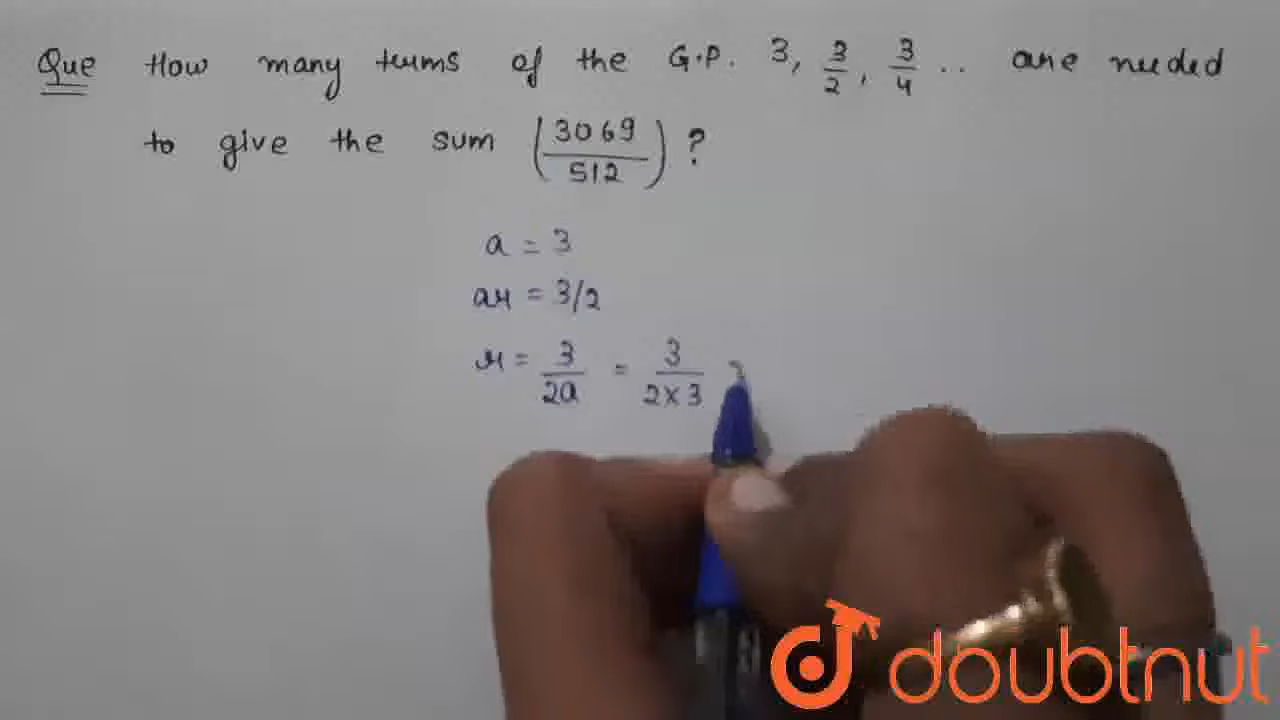 Que How many terms of the G.P. 3, 3/2, 3/4 .. are needed
to give the sum (3069/512) ?
a = 3
ar = 3/2
r = 3/2a = 3/2×3
doubtnut